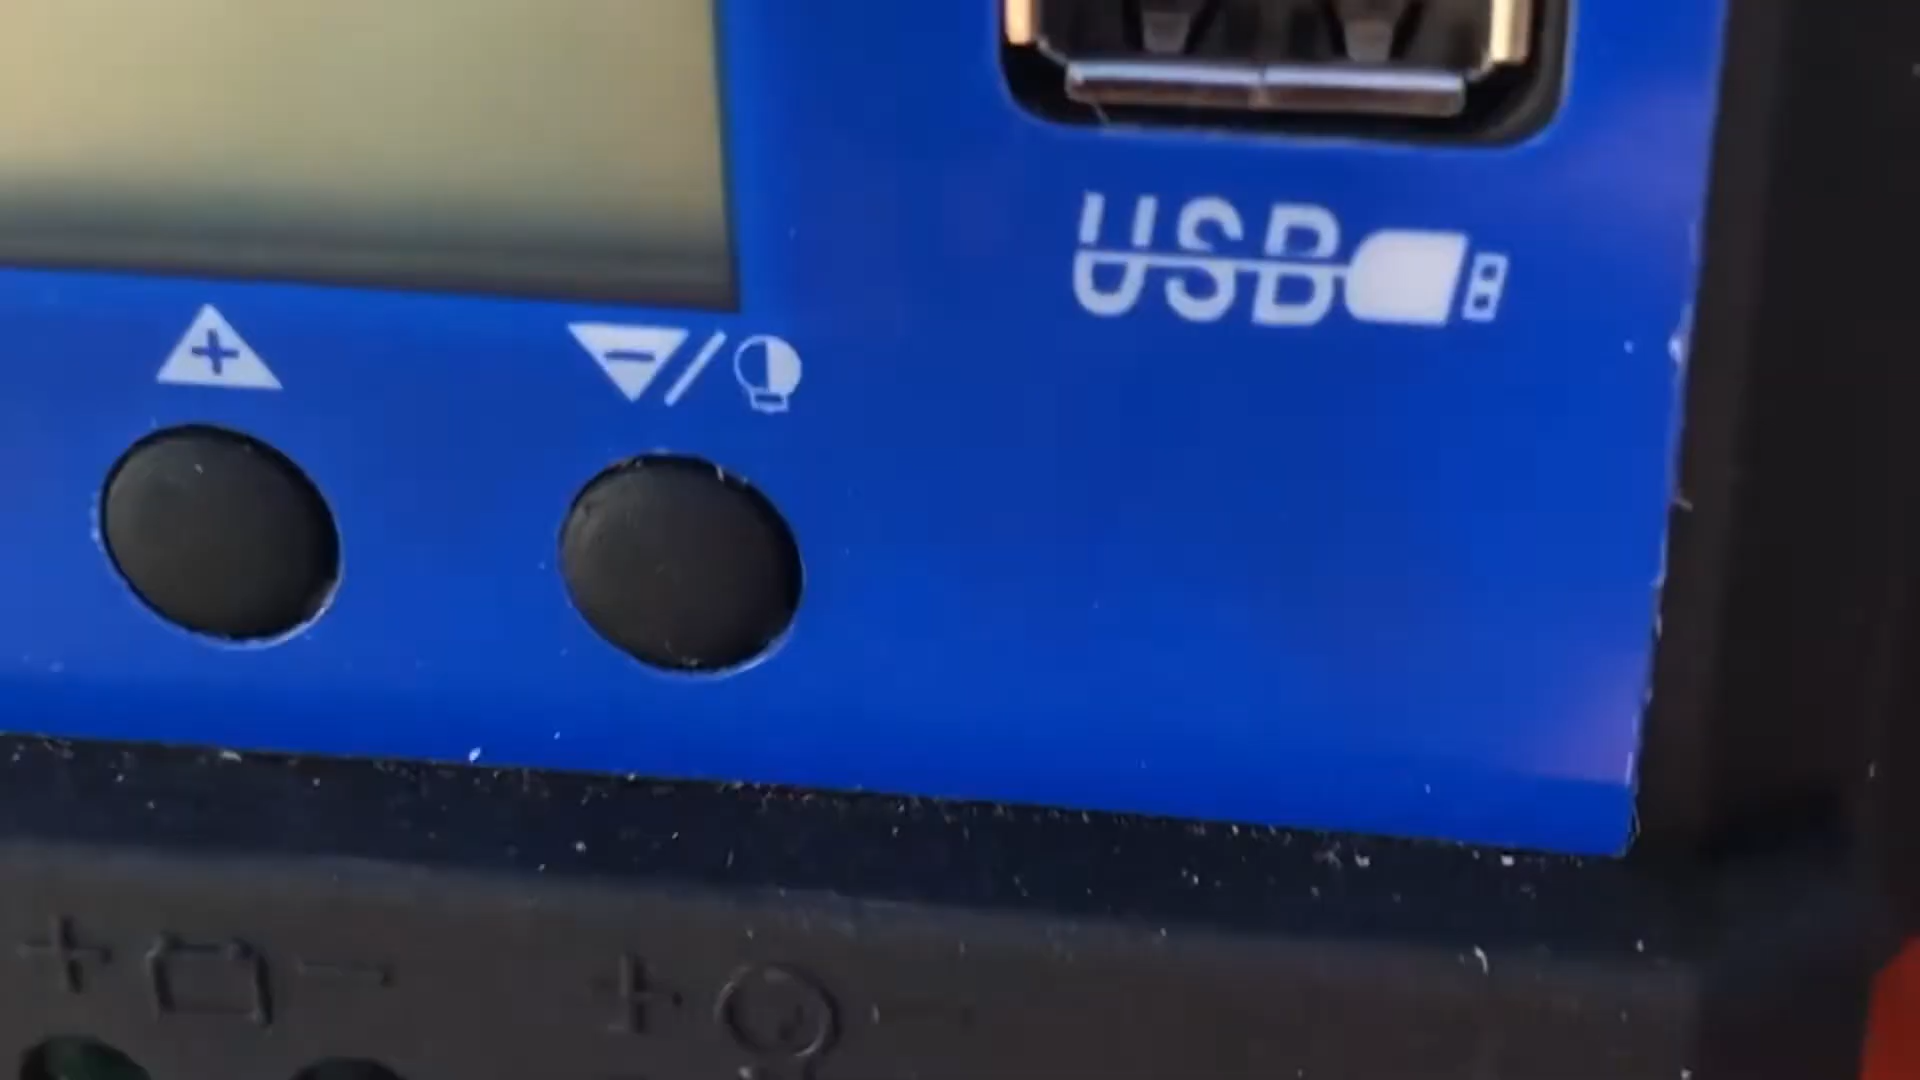 USB
+
− /
+ −
+ −